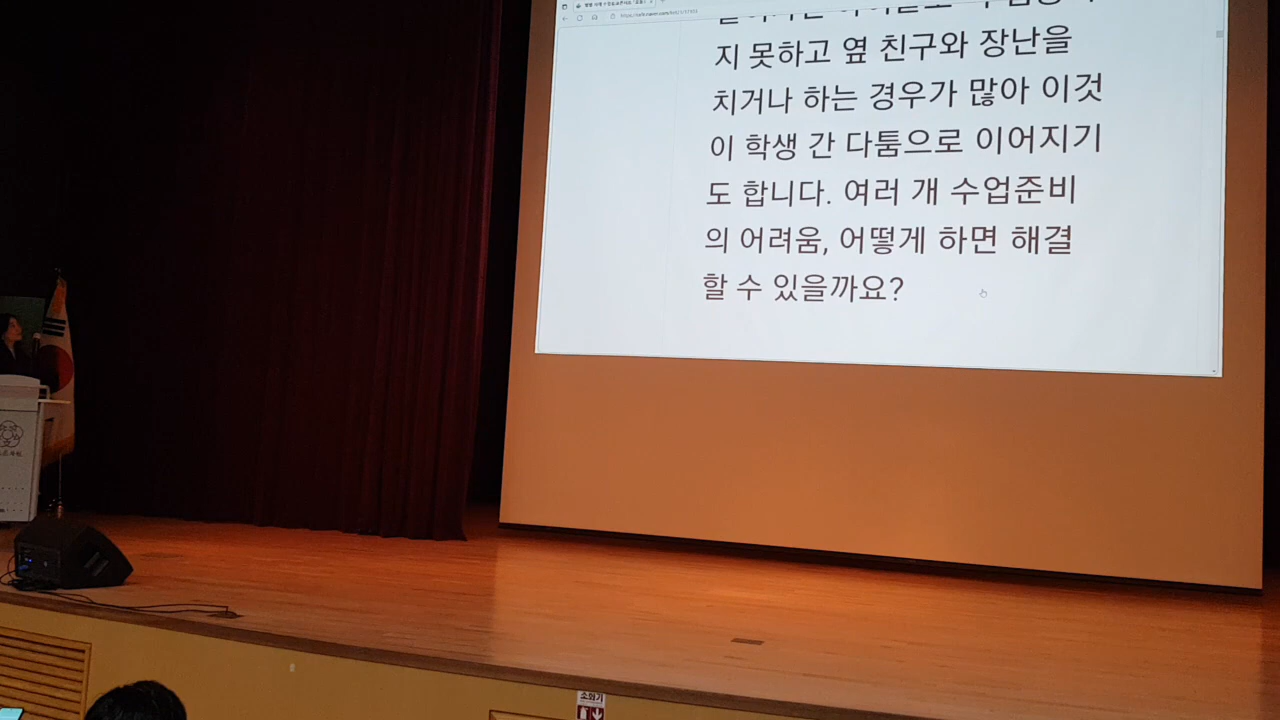 지 못하고 옆 친구와 장난을
치거나 하는 경우가 많아 이것
이 학생 간 다툼으로 이어지기
도 합니다. 여러 개 수업준비
의 어려움, 어떻게 하면 해결
할 수 있을까요?
소화기